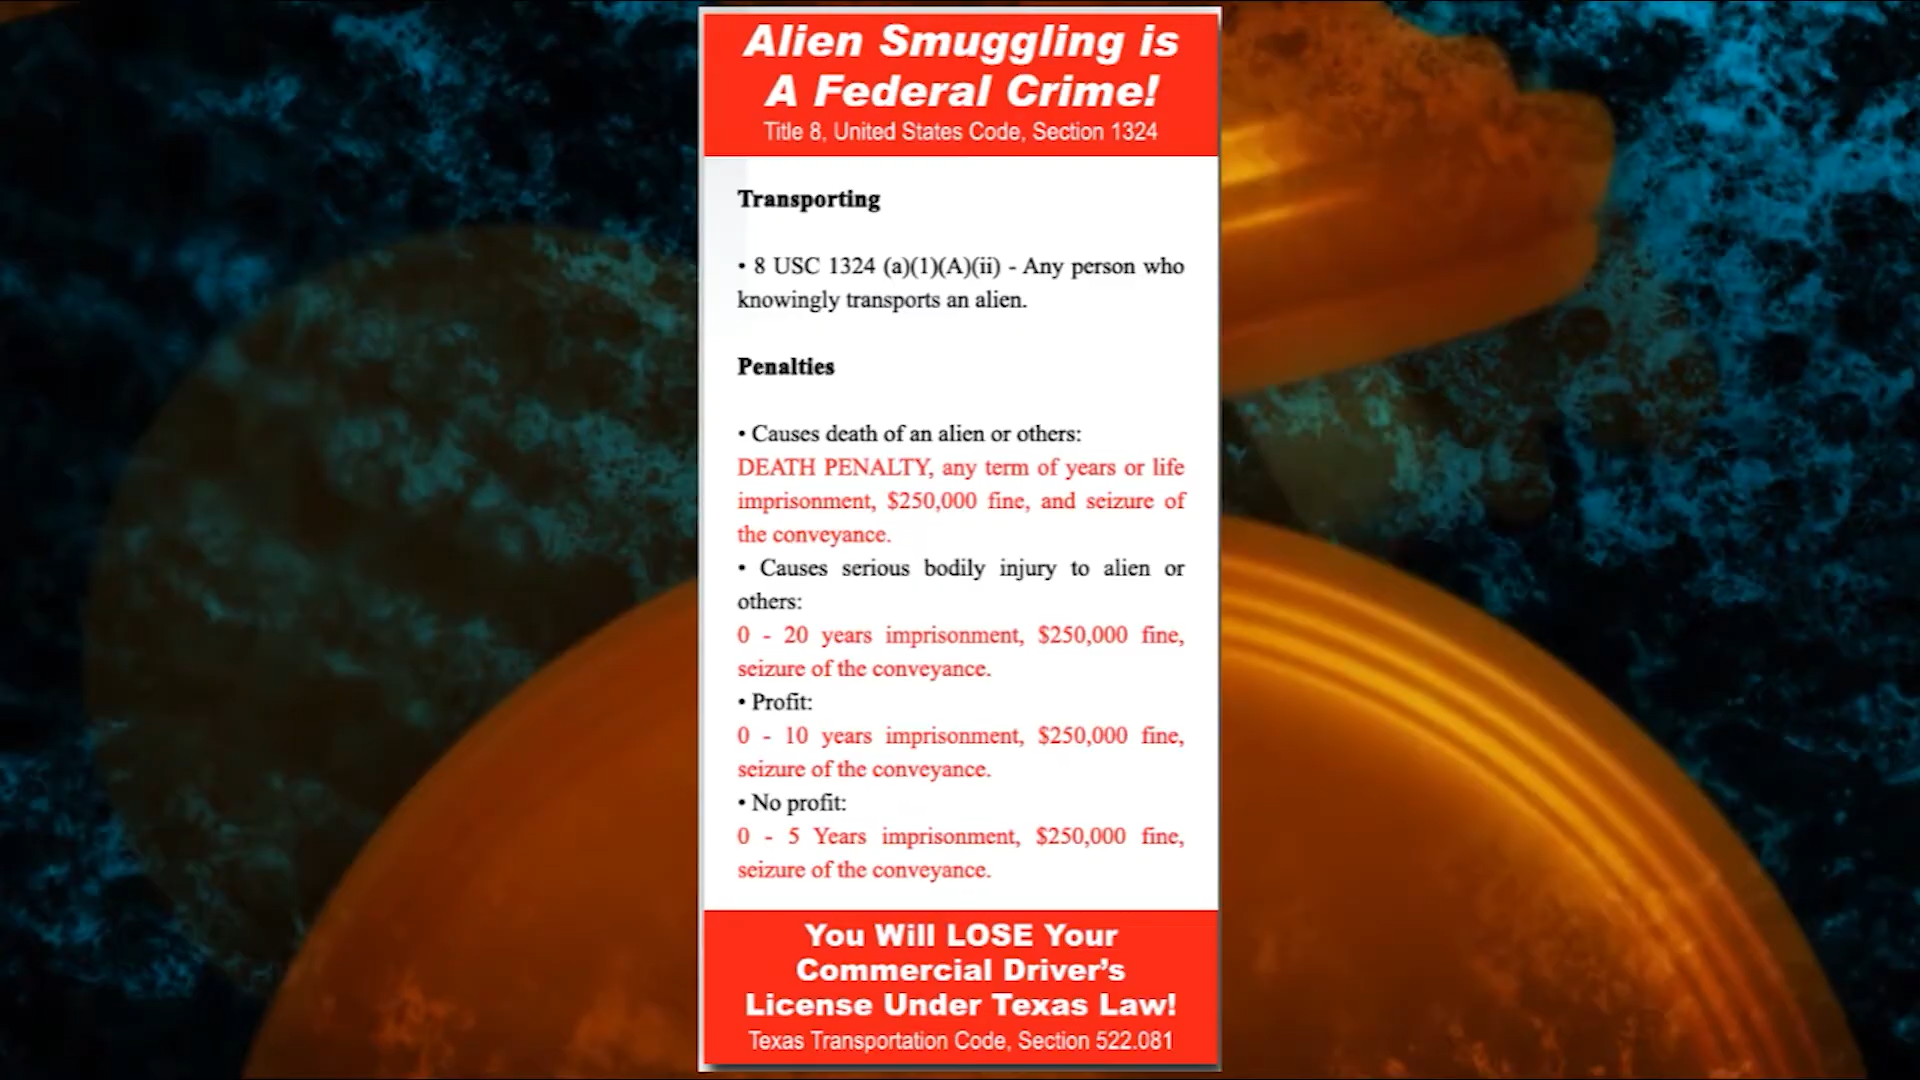 Alien Smuggling is
A Federal Crime!
Title 8, United States Code, Section 1324
Transporting
• 8 USC 1324 (a)(1)(A)(ii) - Any person who
knowingly transports an alien.
Penalties
• Causes death of an alien or others:
DEATH PENALTY, any term of years or life
imprisonment, $250,000 fine, and seizure of
the conveyance.
• Causes serious bodily injury to alien or
others:
0 - 20 years imprisonment, $250,000 fine,
seizure of the conveyance.
• Profit:
0 - 10 years imprisonment, $250,000 fine,
seizure of the conveyance.
• No profit:
0 - 5 Years imprisonment, $250,000 fine,
seizure of the conveyance.
You Will LOSE Your
Commercial Driver’s
License Under Texas Law!
Texas Transportation Code, Section 522.081